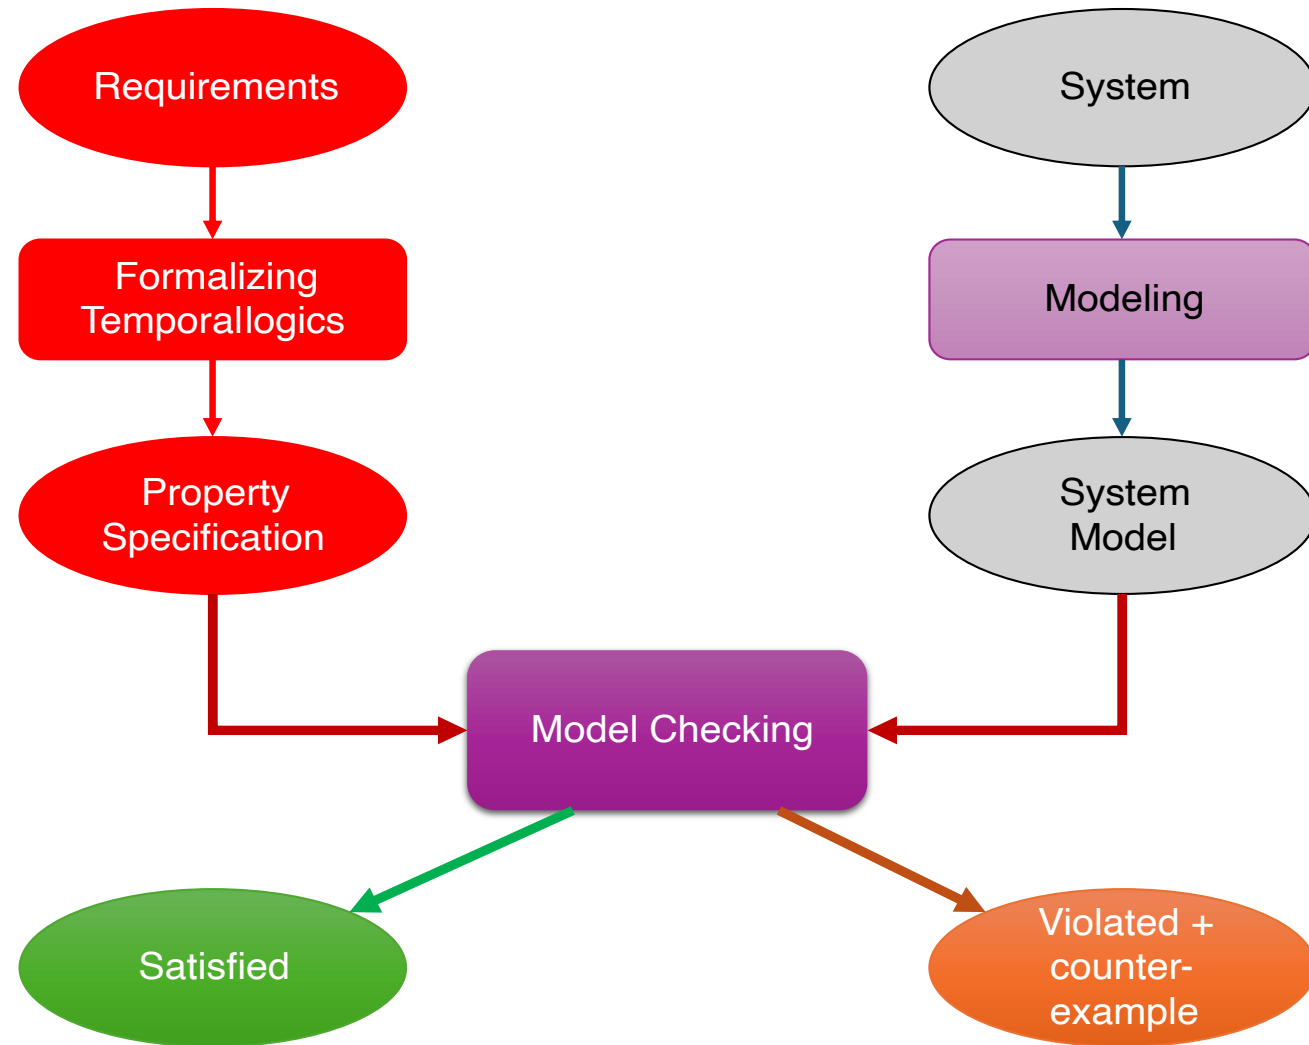 Requirements
System
Formalizing
Temporallogics
Modeling
Property
Specification
System
Model
Model Checking
Satisfied
Violated +
counter-
example